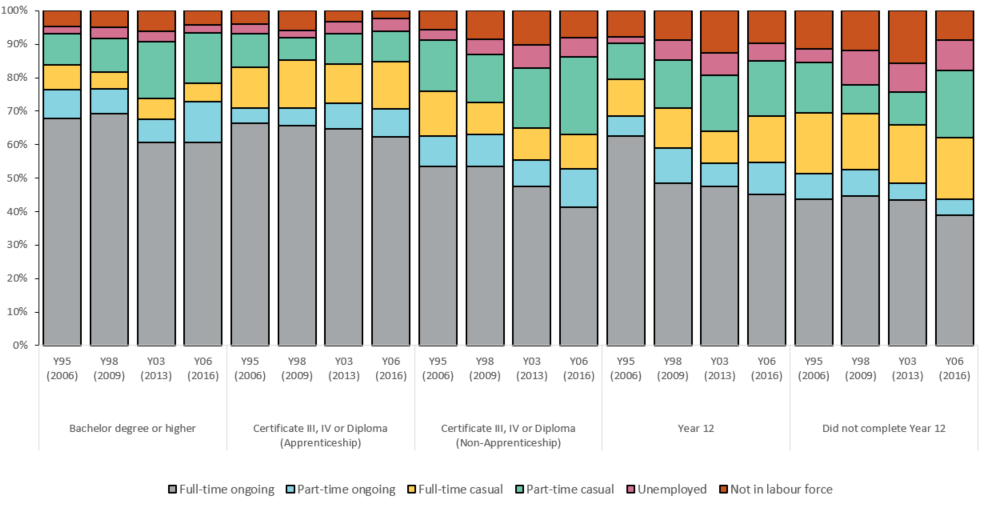 100%
90%
80%
70%
60%
50%
40%
30%
20%
10%
0%
Y95 Y98 Y03 Y06 Y95 Y98 Y03 Y06 Y95 Y98 Y03 Y06 Y95 Y98 Y03 Y06 Y95 Y98 Y03 Y06
(2006) (2009) (2013) (2016) (2006) (2009) (2013) (2016) (2006) (2009) (2013) (2016) (2006) (2009) (2013) (2016) (2006) (2009) (2013) (2016)
Bachelor degree or higher
Certificate III, IV or Diploma
(Apprenticeship)
Certificate III, IV or Diploma
(Non-Apprenticeship)
Year 12
Did not complete Year 12
Full-time ongoing Part-time ongoing Full-time casual Part-time casual Unemployed Not in labour force